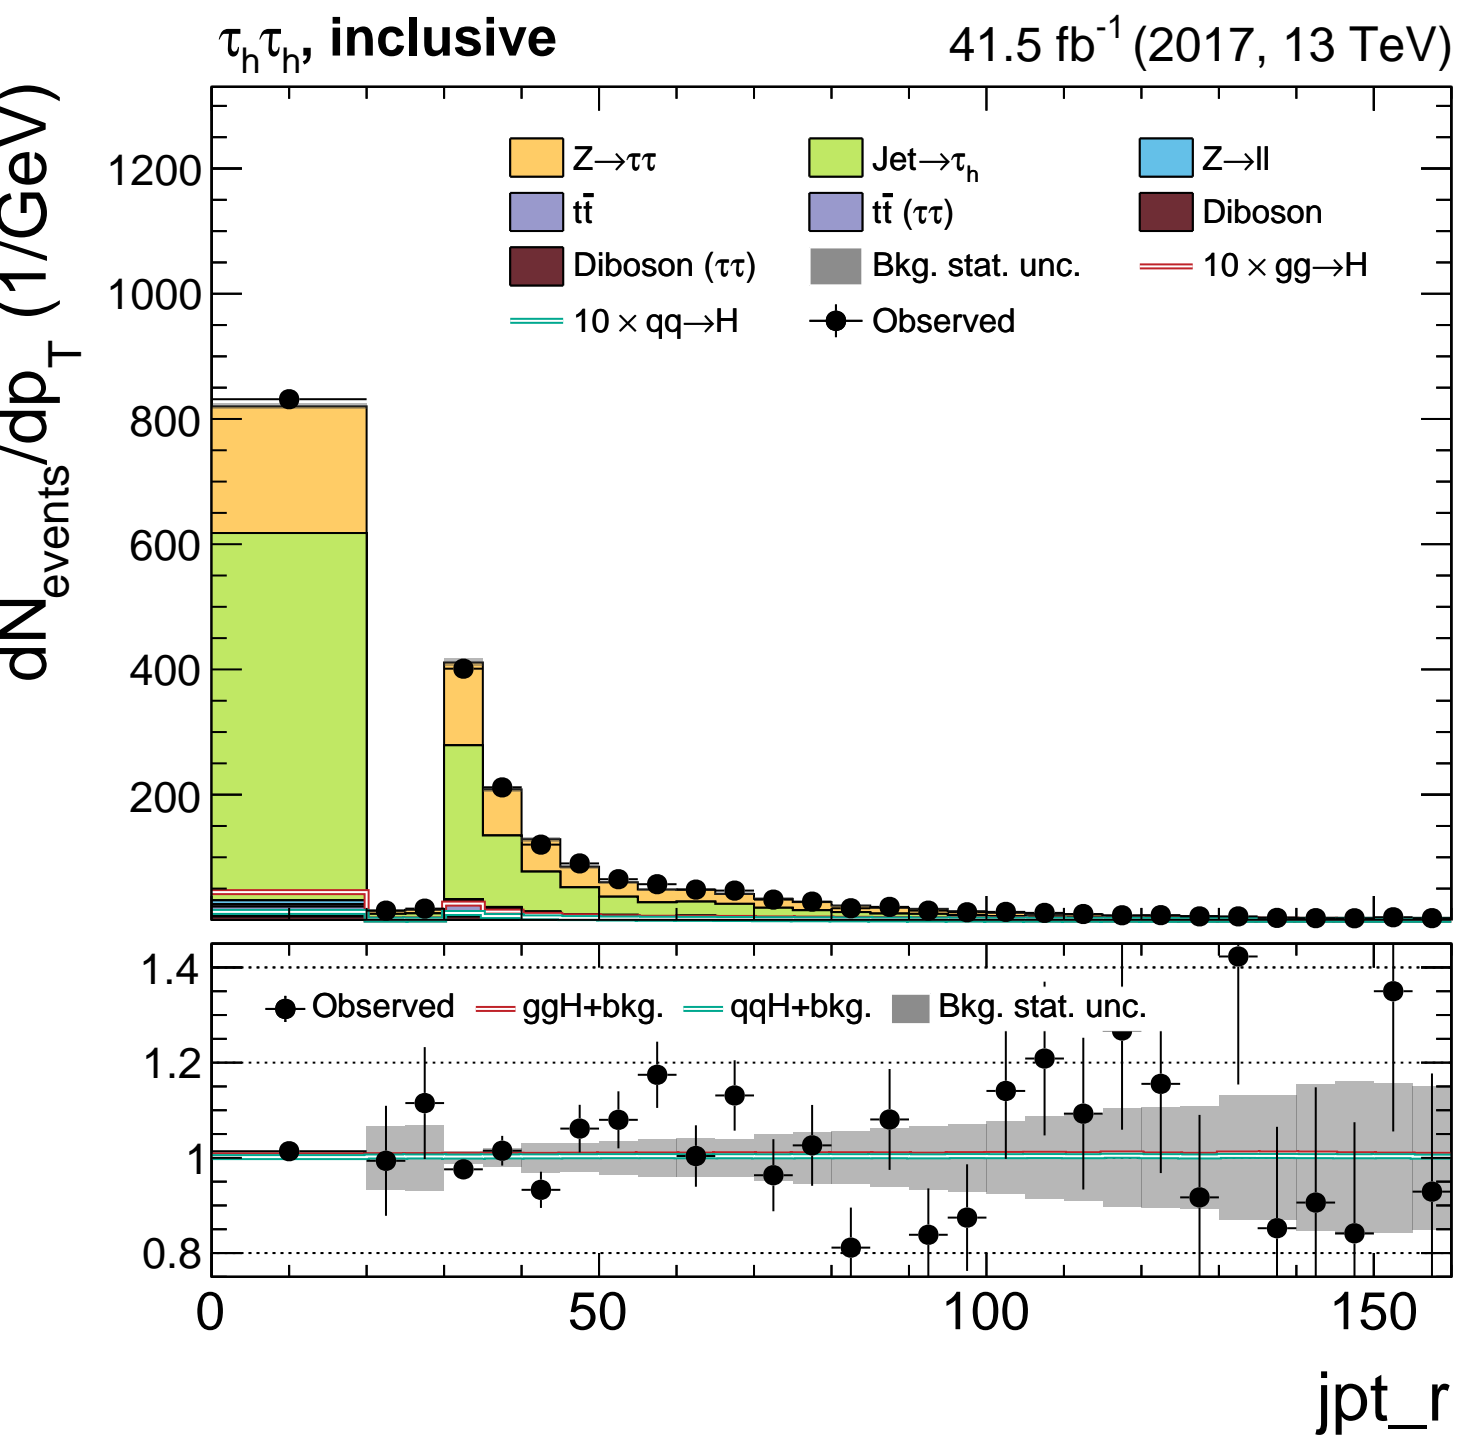 τhτh, inclusive 41.5 fb-1 (2017, 13 TeV)
dNevents/dpT (1/GeV)
1200
1000
800
600
400
200
Z→ττ Jet→τh Z→ll
tt̄ tt̄ (ττ) Diboson
Diboson (ττ) Bkg. stat. unc. 10 × gg→H
10 × qq→H Observed
1.4
1.2
1
0.8
Observed ggH+bkg. qqH+bkg. Bkg. stat. unc.
0 50 100 150
jpt_r